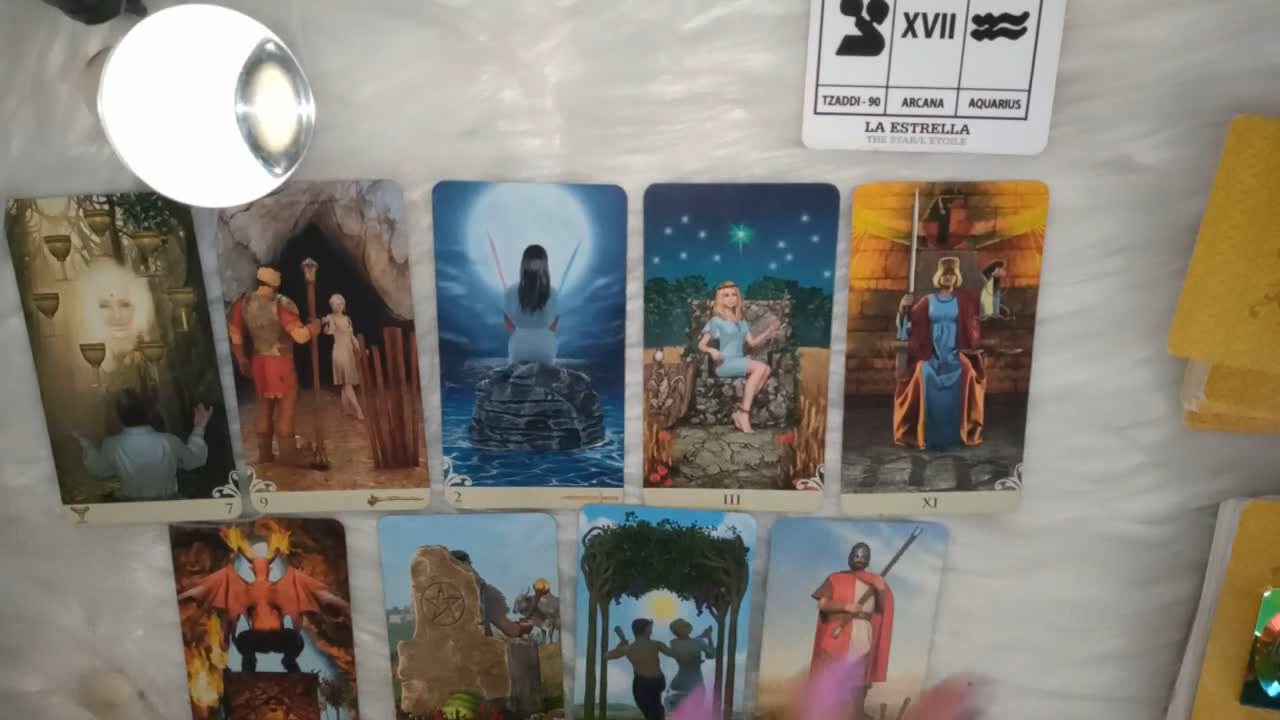 XVII
TZADDI - 90 ARCANA AQUARIUS
LA ESTRELLA
THE STAR/L'ETOILE
7 9 2 III XI